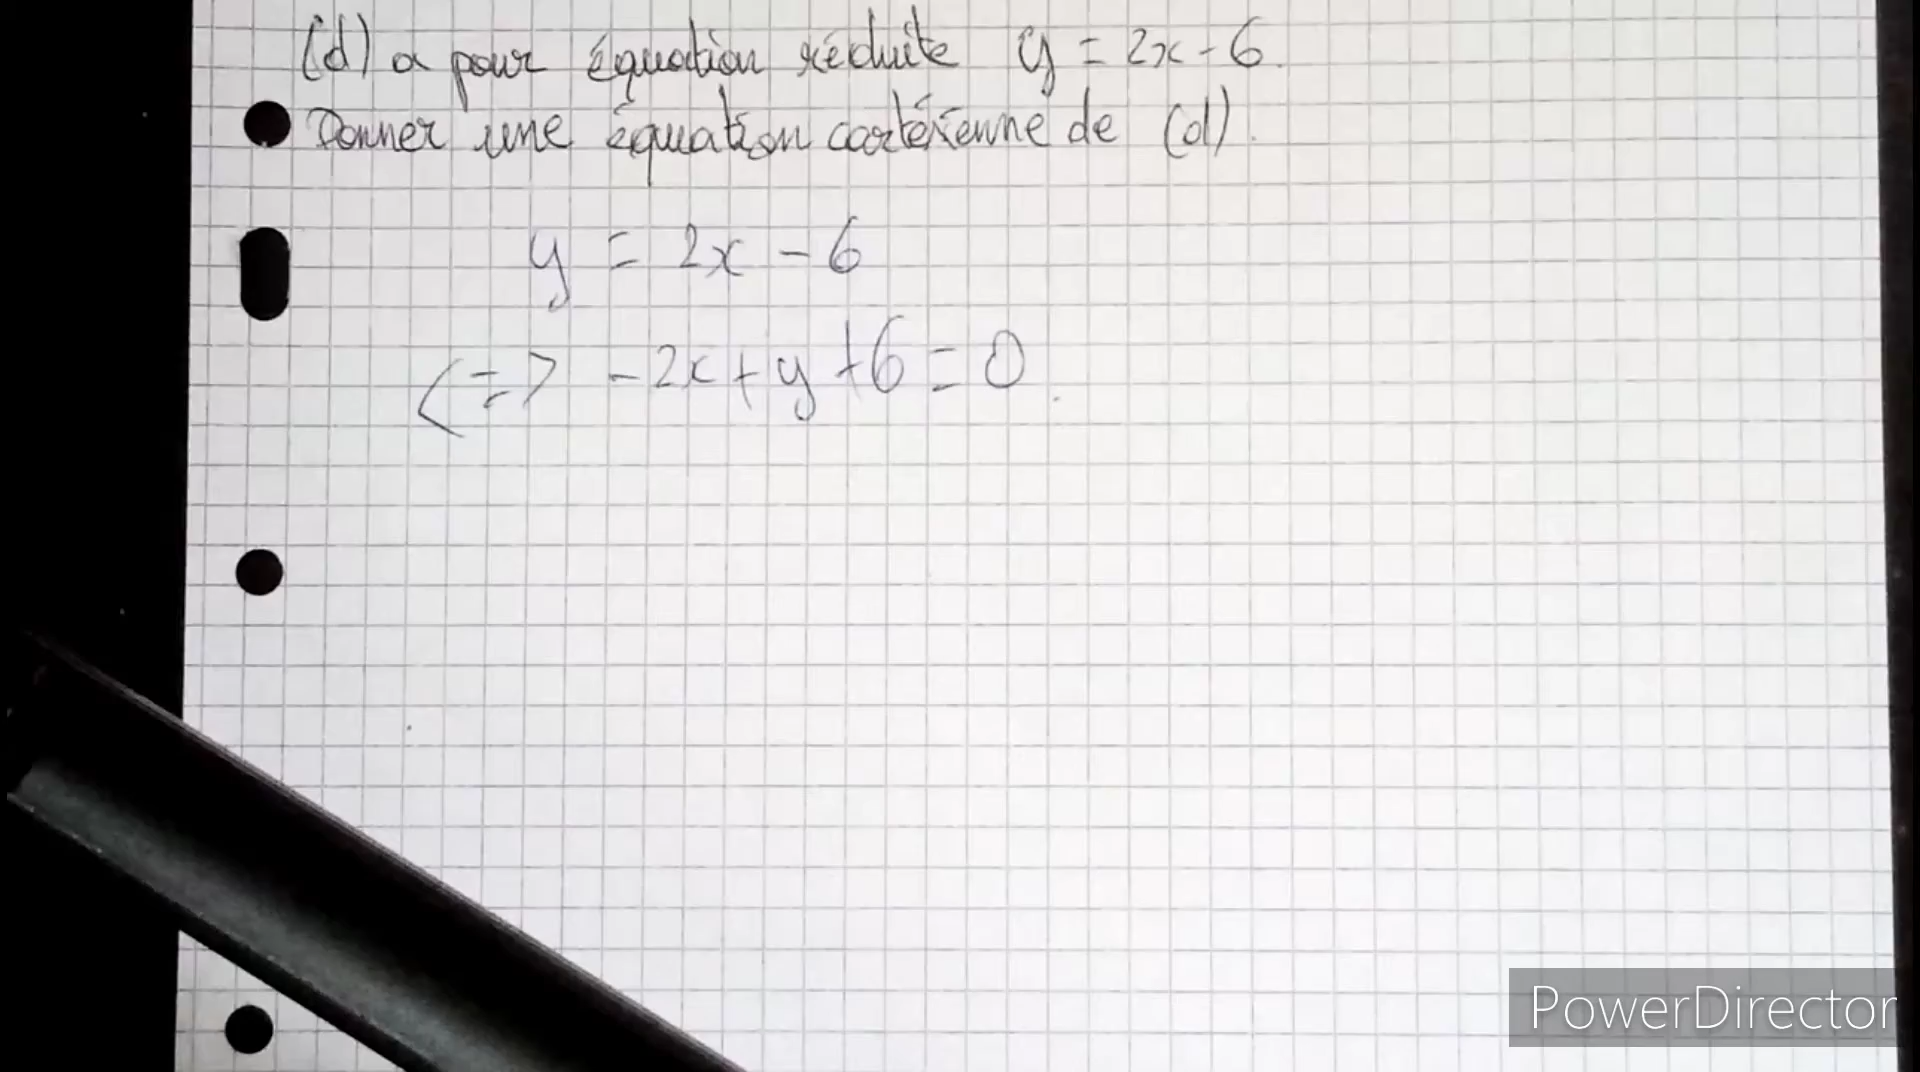 (d) a pour équation réduite y = 2x - 6.
Donner une équation cartésienne de (d).
y = 2x - 6
<=> -2x + y + 6 = 0.
PowerDirector